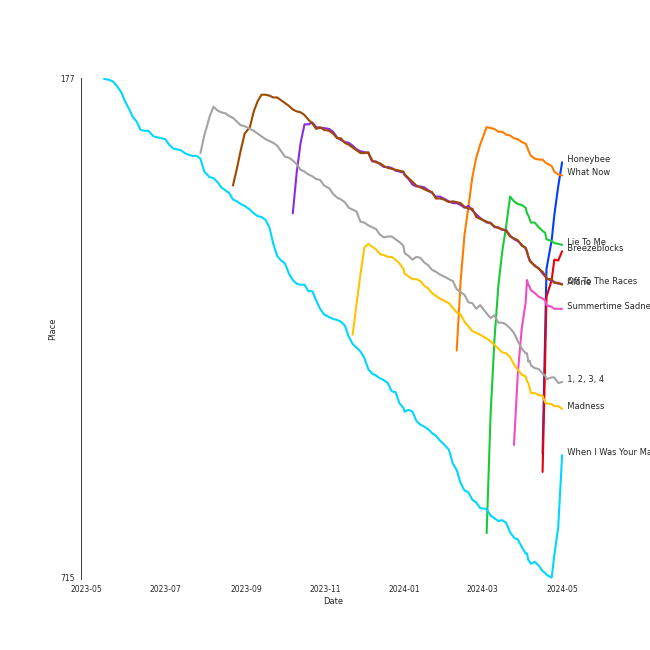 177
Honeybee
What Now
Lie To Me
Breezeblocks
Off To The Races
Summertime Sadne
Place
1, 2, 3, 4
Madness
When I Was Your Ma
715
2023-05
2023-07
2023-09
2023-11
2024-01
2024-03
2024-05
Date